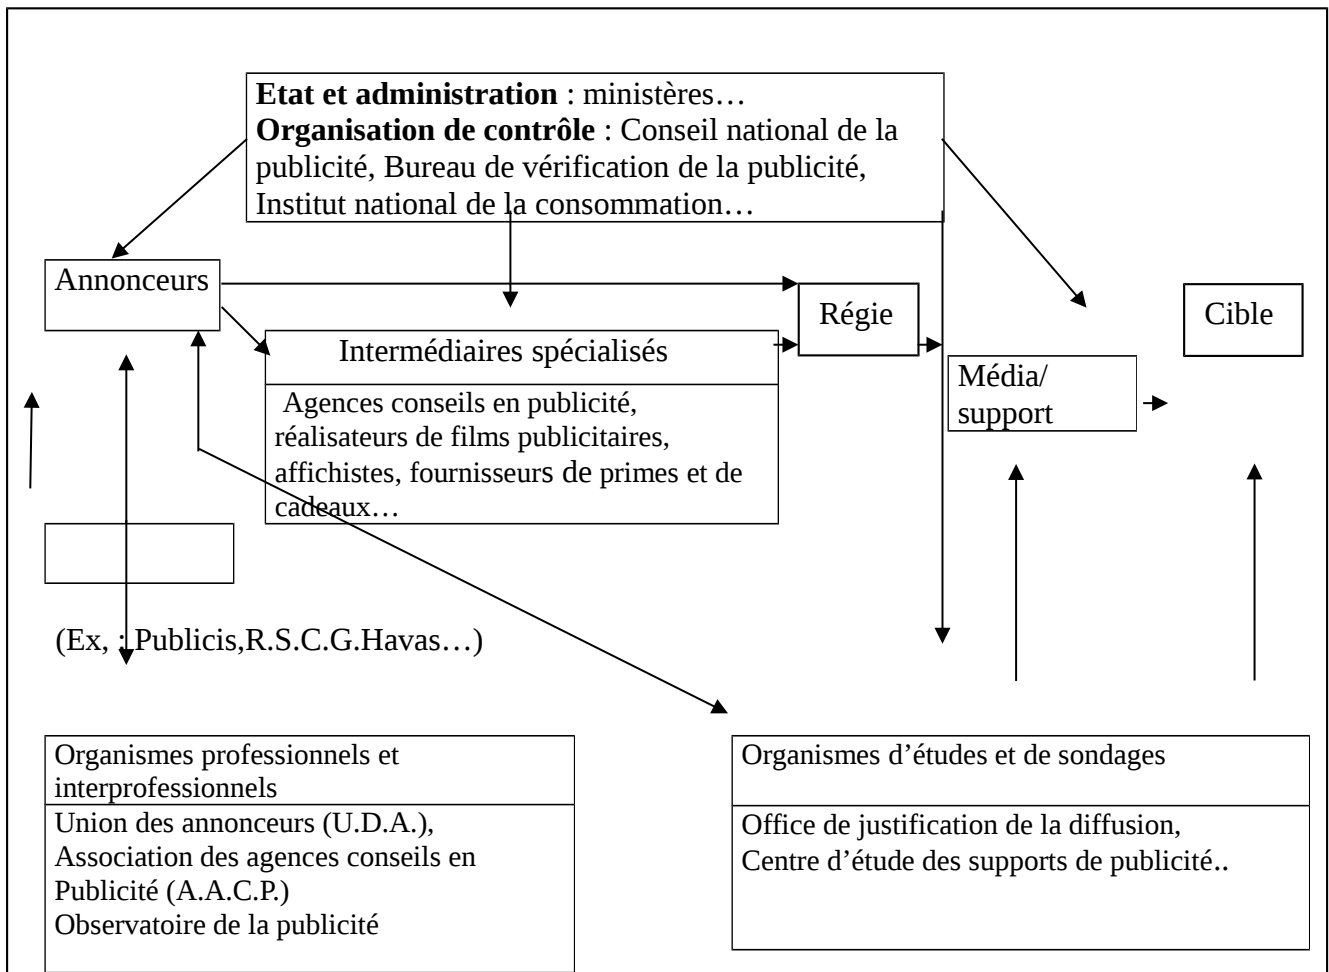 Etat et administration : ministères…
Organisation de contrôle : Conseil national de la
publicité, Bureau de vérification de la publicité,
Institut national de la consommation…
Annonceurs
Régie
Cible
Intermédiaires spécialisés
Média/
support
Agences conseils en publicité,
réalisateurs de films publicitaires,
affichistes, fournisseurs de primes et de
cadeaux…
(Ex, : Publicis,R.S.C.G.Havas…)
Organismes professionnels et
interprofessionnels
Union des annonceurs (U.D.A.),
Association des agences conseils en
Publicité (A.A.C.P.)
Observatoire de la publicité
Organismes d’études et de sondages
Office de justification de la diffusion,
Centre d’étude des supports de publicité..